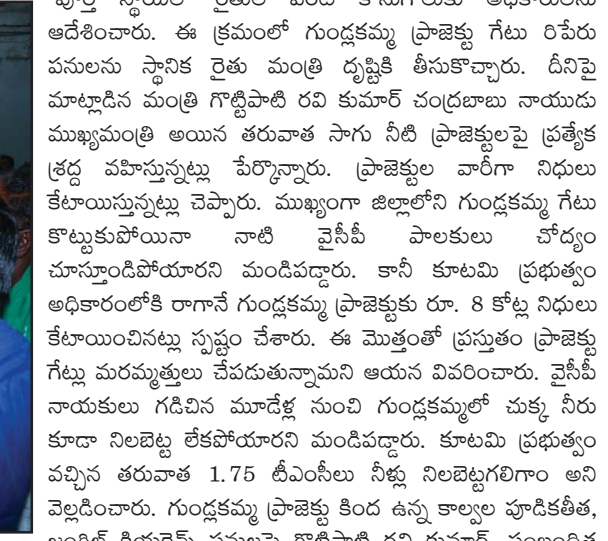 ఆదేశించారు. ఈ క్రమంలో గుండ్లకమ్మ ప్రాజెక్టు గేటు రిపేరు
పనులను స్థానిక రైతు మంత్రి దృష్టికి తీసుకొచ్చారు. దీనిపై
మాట్లాడిన మంత్రి గొట్టిపాటి రవి కుమార్ చంద్రబాబు నాయుడు
ముఖ్యమంత్రి అయిన తరువాత సాగు నీటి ప్రాజెక్టులపై ప్రత్యేక
శ్రద్ద వహిస్తున్నట్లు పేర్కొన్నారు. ప్రాజెక్టుల వారీగా నిధులు
కేటాయిస్తున్నట్లు చెప్పారు. ముఖ్యంగా జిల్లాలోని గుండ్లకమ్మ గేటు
కొట్టుకుపోయినా నాటి వైసీపీ పాలకులు చోద్యం
చూస్తూండిపోయారని మండిపడ్డారు. కానీ కూటమి ప్రభుత్వం
అధికారంలోకి రాగానే గుండ్లకమ్మ ప్రాజెక్టుకు రూ. 8 కోట్ల నిధులు
కేటాయించినట్లు స్పష్టం చేశారు. ఈ మొత్తంతో ప్రస్తుతం ప్రాజెక్టు
గేట్లు మరమ్మత్తులు చేపడుతున్నామని ఆయన వివరించారు. వైసీపీ
నాయకులు గడిచిన మూడేళ్ల నుంచి గుండ్లకమ్మలో చుక్క నీరు
కూడా నిలబెట్ట లేకపోయారని మండిపడ్డారు. కూటమి ప్రభుత్వం
వచ్చిన తరువాత 1.75 టీఎంసీలు నీళ్లు నిలబెట్టగలిగాం అని
వెల్లడించారు. గుండ్లకమ్మ ప్రాజెక్టు కింద ఉన్న కాల్వల పూడికతీత,